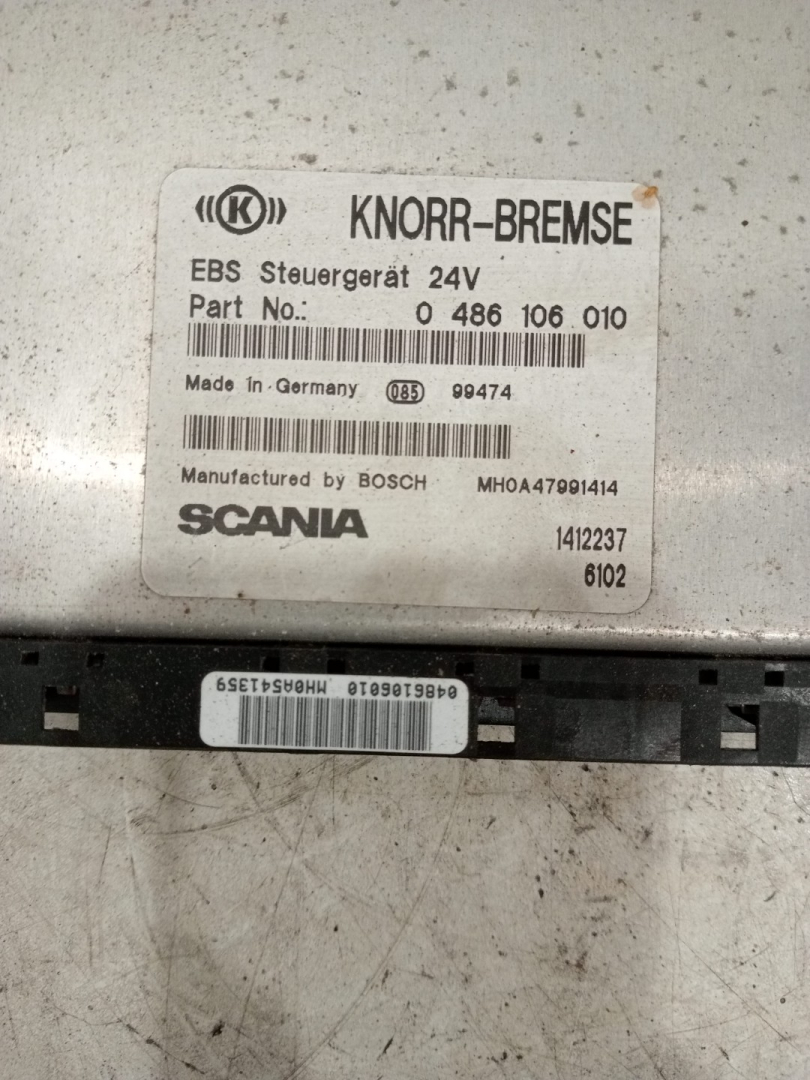 K KNORR-BREMSE
EBS Steuergerät 24V
Part No.: 0 486 106 010
Made in Germany 085 99474
Manufactured by BOSCH MH0A47991414
SCANIA 1412237
6102
0486106010 MH0A541359